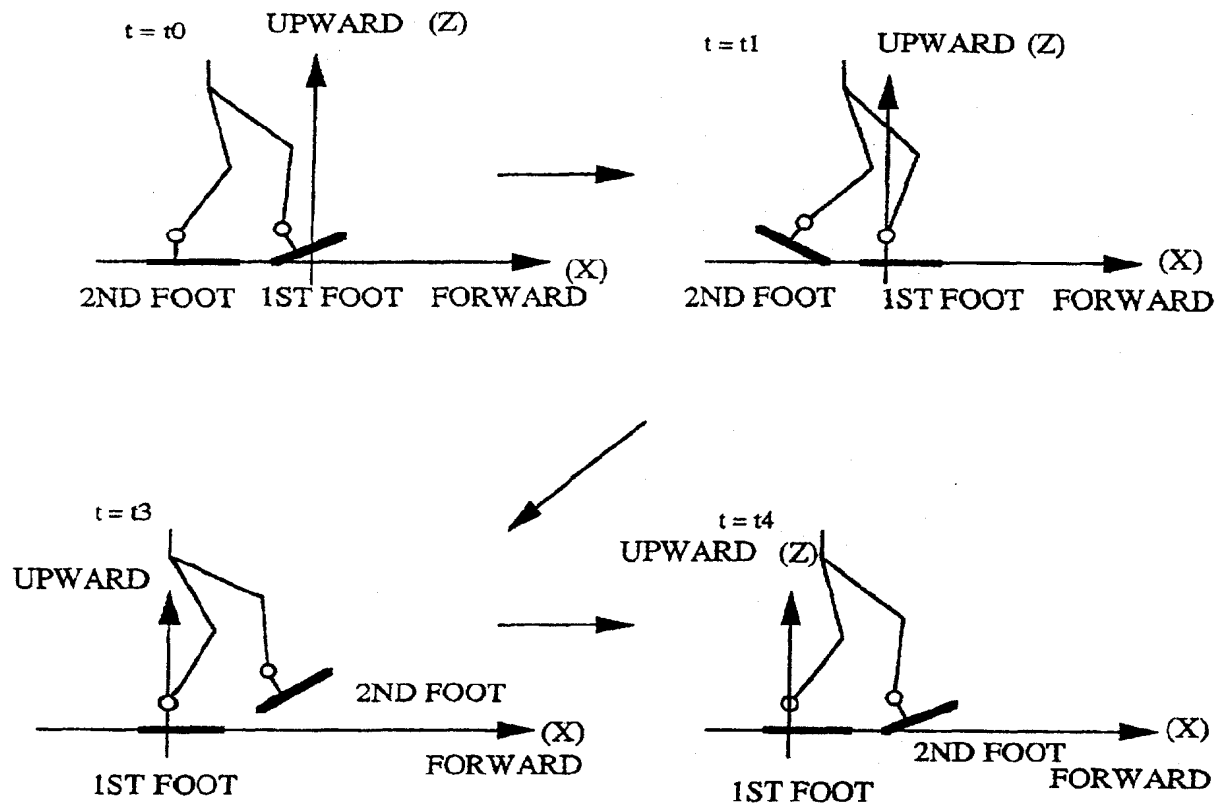 t = t0
UPWARD (Z)
(X)
2ND FOOT 1ST FOOT FORWARD
t = t1
UPWARD (Z)
(X)
2ND FOOT 1ST FOOT FORWARD
t = t3
UPWARD
2ND FOOT
(X)
FORWARD
1ST FOOT
t = t4
UPWARD (Z)
(X)
2ND FOOT
FORWARD
1ST FOOT